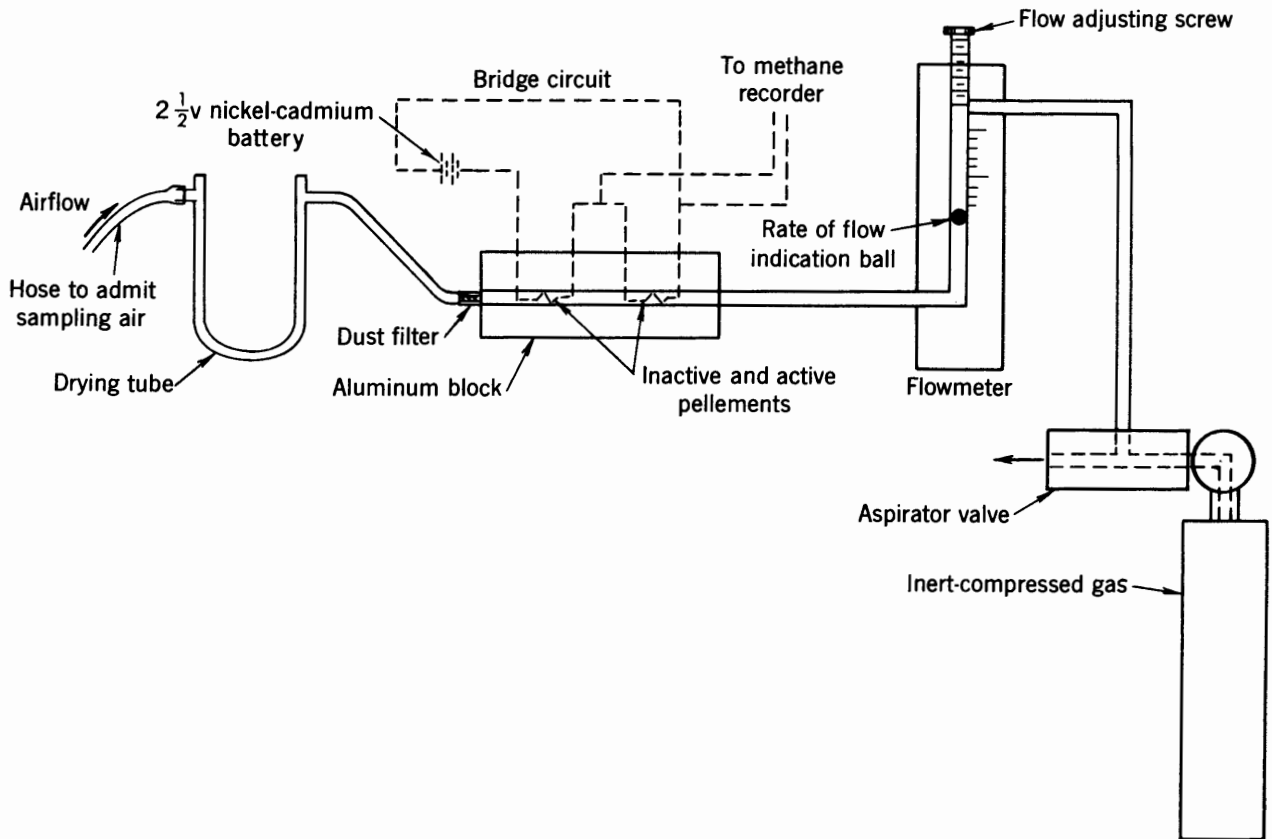 Flow adjusting screw
Bridge circuit
To methane
recorder
2 1/2v nickel-cadmium
battery
Airflow
Rate of flow
indication ball
Hose to admit
sampling air
Dust filter
Drying tube
Aluminum block
Inactive and active
pellements
Flowmeter
Aspirator valve
Inert-compressed gas